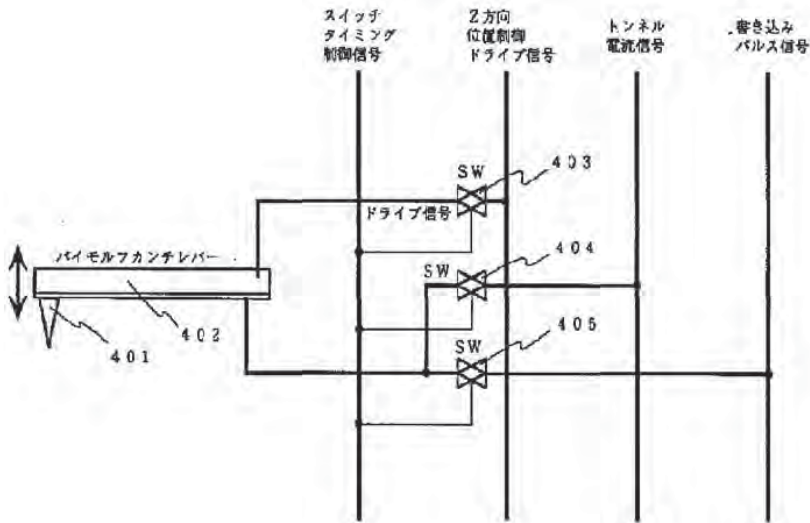 スイッチ
タイミング
制御信号
Z方向
位置制御
ドライブ信号
トンネル
電流信号
書き込み
パルス信号
SW
403
ドライブ信号
バイモルフカンチレバー
SW
404
402
401
SW
405